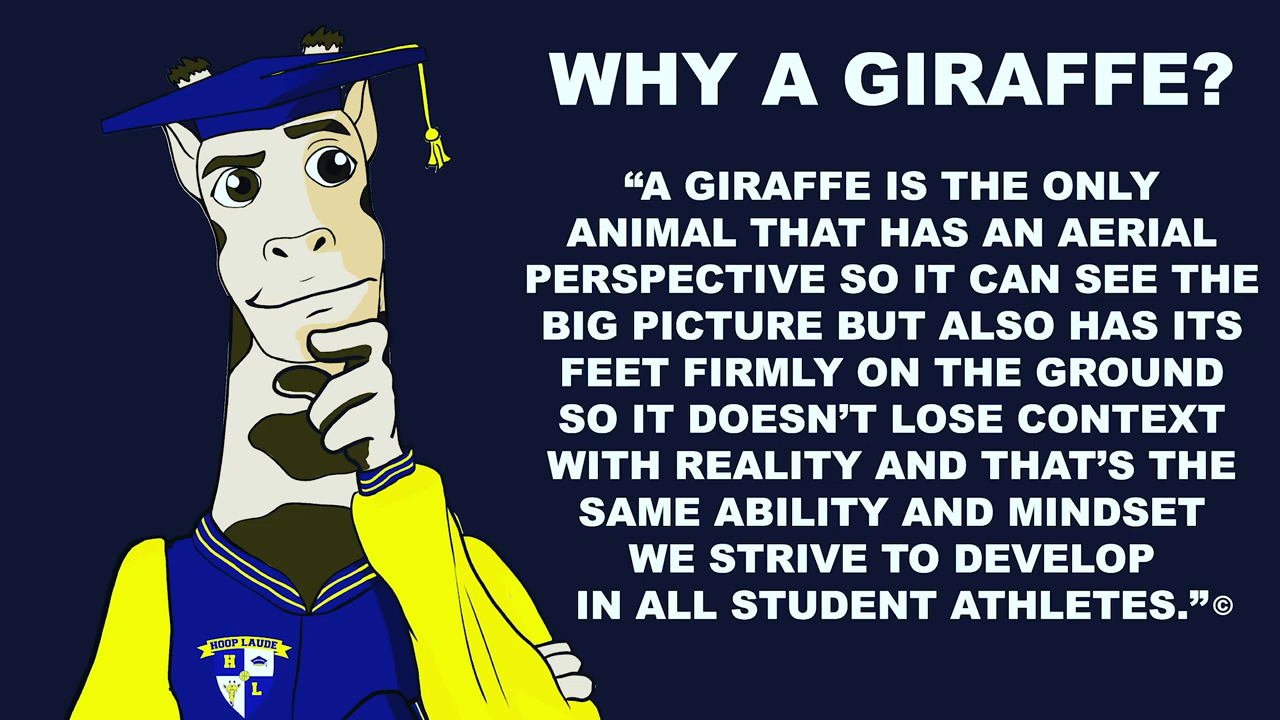 WHY A GIRAFFE?
“A GIRAFFE IS THE ONLY
ANIMAL THAT HAS AN AERIAL
PERSPECTIVE SO IT CAN SEE THE
BIG PICTURE BUT ALSO HAS ITS
FEET FIRMLY ON THE GROUND
SO IT DOESN’T LOSE CONTEXT
WITH REALITY AND THAT’S THE
SAME ABILITY AND MINDSET
WE STRIVE TO DEVELOP
IN ALL STUDENT ATHLETES.”©
HOOP LAUDE
H
L